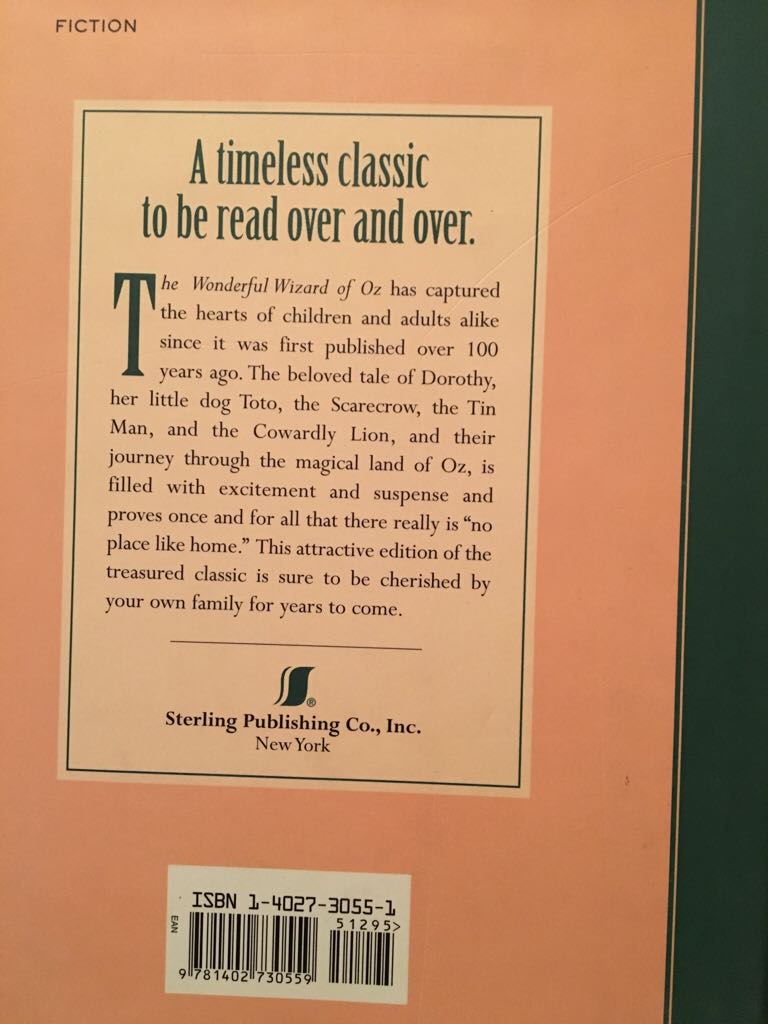 FICTION
A timeless classic
to be read over and over.
The Wonderful Wizard of Oz has captured
the hearts of children and adults alike
since it was first published over 100
years ago. The beloved tale of Dorothy,
her little dog Toto, the Scarecrow, the Tin
Man, and the Cowardly Lion, and their
journey through the magical land of Oz, is
filled with excitement and suspense and
proves once and for all that there really is “no
place like home.” This attractive edition of the
treasured classic is sure to be cherished by
your own family for years to come.
®
Sterling Publishing Co., Inc.
New York
ISBN 1-4027-3055-1
51295>
EAN
9 781402 730559